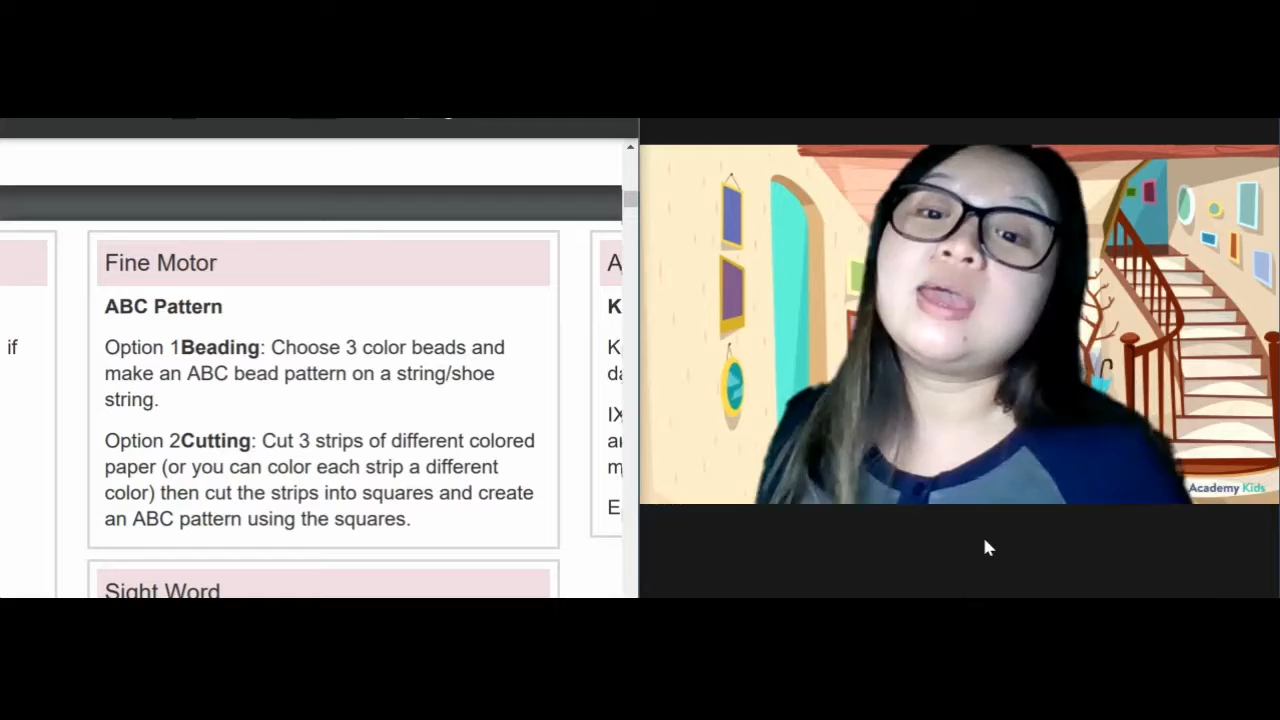 if
Fine Motor
ABC Pattern
Option 1Beading: Choose 3 color beads and
make an ABC bead pattern on a string/shoe
string.
Option 2Cutting: Cut 3 strips of different colored
paper (or you can color each strip a different
color) then cut the strips into squares and create
an ABC pattern using the squares.
Sight Word
Academy Kids